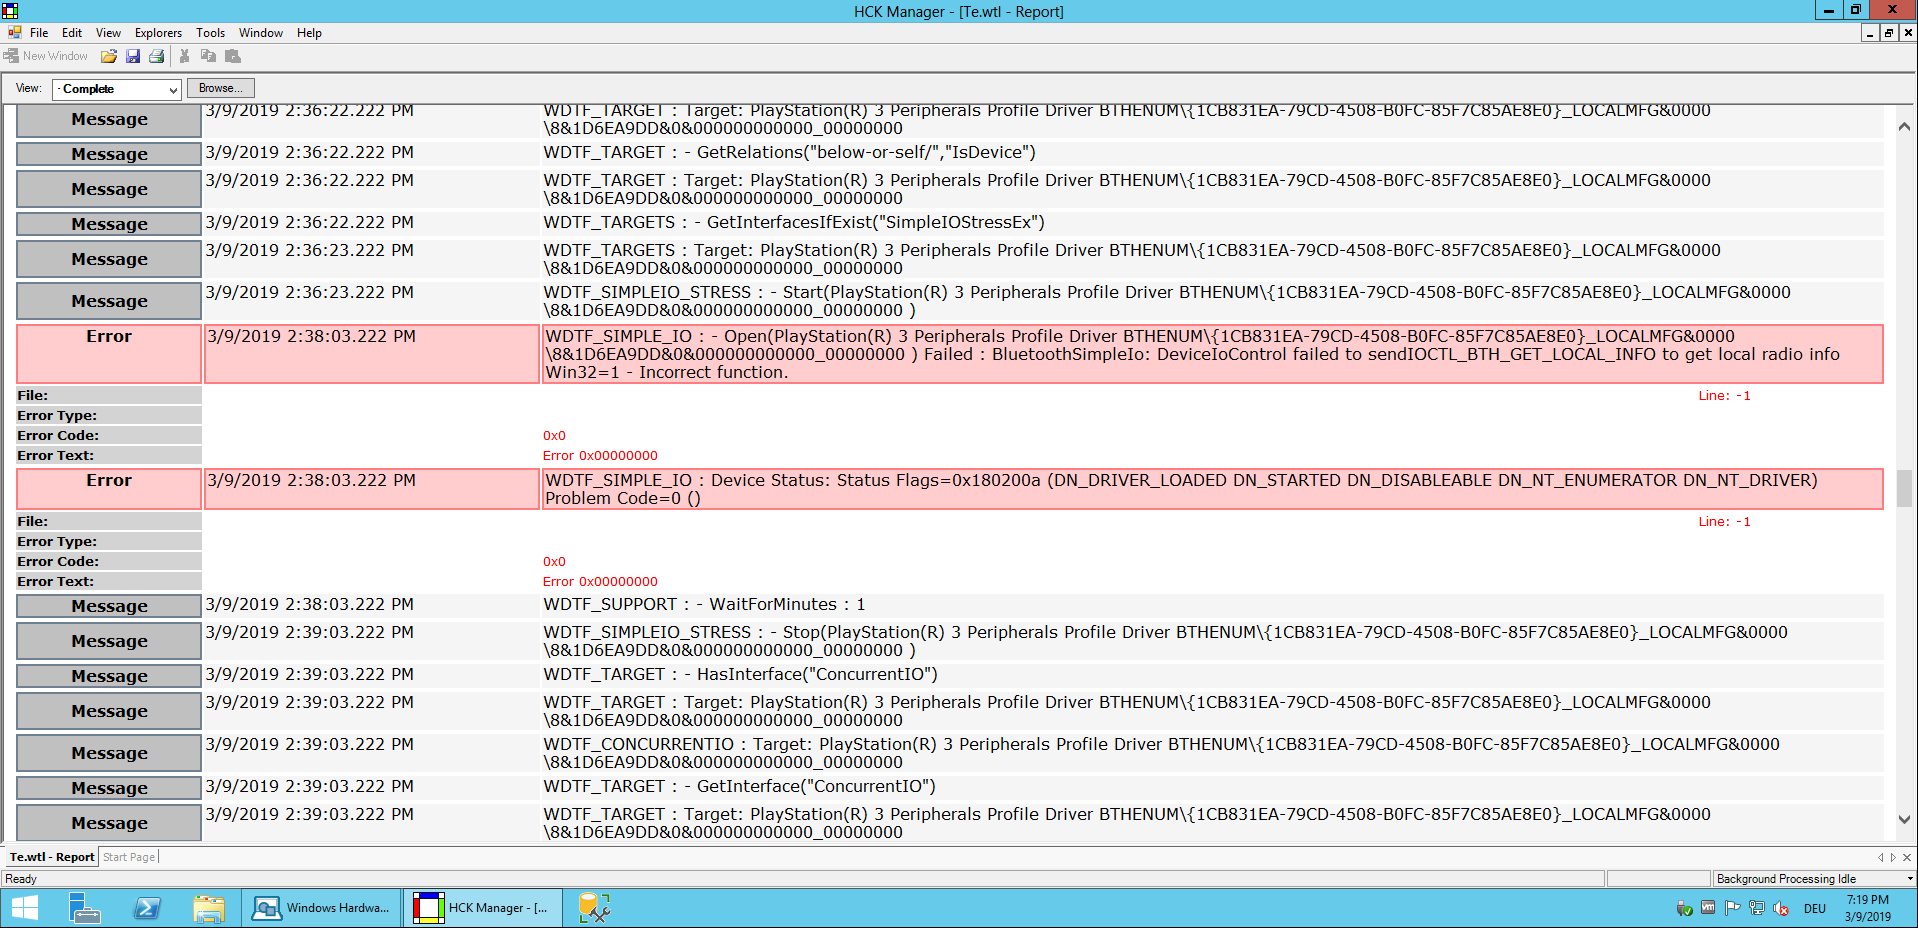 HCK Manager - [Te.wtl - Report]
File Edit View Explorers Tools Window Help
New Window
View: - Complete Browse...
Message 3/9/2019 2:36:22.222 PM WDTF_TARGET : Target: PlayStation(R) 3 Peripherals Profile Driver BTHENUM\{1CB831EA-79CD-4508-B0FC-85F7C85AE8E0}_LOCALMFG&0000
\8&1D6EA9DD&0&000000000000_00000000
Message 3/9/2019 2:36:22.222 PM WDTF_TARGET : - GetRelations("below-or-self/","IsDevice")
Message 3/9/2019 2:36:22.222 PM WDTF_TARGET : Target: PlayStation(R) 3 Peripherals Profile Driver BTHENUM\{1CB831EA-79CD-4508-B0FC-85F7C85AE8E0}_LOCALMFG&0000
\8&1D6EA9DD&0&000000000000_00000000
Message 3/9/2019 2:36:22.222 PM WDTF_TARGETS : - GetInterfacesIfExist("SimpleIOStressEx")
Message 3/9/2019 2:36:23.222 PM WDTF_TARGETS : Target: PlayStation(R) 3 Peripherals Profile Driver BTHENUM\{1CB831EA-79CD-4508-B0FC-85F7C85AE8E0}_LOCALMFG&0000
\8&1D6EA9DD&0&000000000000_00000000
Message 3/9/2019 2:36:23.222 PM WDTF_SIMPLEIO_STRESS : - Start(PlayStation(R) 3 Peripherals Profile Driver BTHENUM\{1CB831EA-79CD-4508-B0FC-85F7C85AE8E0}_LOCALMFG&0000
\8&1D6EA9DD&0&000000000000_00000000 )
Error 3/9/2019 2:38:03.222 PM WDTF_SIMPLE_IO : - Open(PlayStation(R) 3 Peripherals Profile Driver BTHENUM\{1CB831EA-79CD-4508-B0FC-85F7C85AE8E0}_LOCALMFG&0000
\8&1D6EA9DD&0&000000000000_00000000 ) Failed : BluetoothSimpleIo: DeviceIoControl failed to sendIOCTL_BTH_GET_LOCAL_INFO to get local radio info
Win32=1 - Incorrect function.
File: Line: -1
Error Type:
Error Code: 0x0
Error Text: Error 0x00000000
Error 3/9/2019 2:38:03.222 PM WDTF_SIMPLE_IO : Device Status: Status Flags=0x180200a (DN_DRIVER_LOADED DN_STARTED DN_DISABLEABLE DN_NT_ENUMERATOR DN_NT_DRIVER)
Problem Code=0 ()
File: Line: -1
Error Type:
Error Code: 0x0
Error Text: Error 0x00000000
Message 3/9/2019 2:38:03.222 PM WDTF_SUPPORT : - WaitForMinutes : 1
Message 3/9/2019 2:39:03.222 PM WDTF_SIMPLEIO_STRESS : - Stop(PlayStation(R) 3 Peripherals Profile Driver BTHENUM\{1CB831EA-79CD-4508-B0FC-85F7C85AE8E0}_LOCALMFG&0000
\8&1D6EA9DD&0&000000000000_00000000 )
Message 3/9/2019 2:39:03.222 PM WDTF_TARGET : - HasInterface("ConcurrentIO")
Message 3/9/2019 2:39:03.222 PM WDTF_TARGET : Target: PlayStation(R) 3 Peripherals Profile Driver BTHENUM\{1CB831EA-79CD-4508-B0FC-85F7C85AE8E0}_LOCALMFG&0000
\8&1D6EA9DD&0&000000000000_00000000
Message 3/9/2019 2:39:03.222 PM WDTF_CONCURRENTIO : Target: PlayStation(R) 3 Peripherals Profile Driver BTHENUM\{1CB831EA-79CD-4508-B0FC-85F7C85AE8E0}_LOCALMFG&0000
\8&1D6EA9DD&0&000000000000_00000000
Message 3/9/2019 2:39:03.222 PM WDTF_TARGET : - GetInterface("ConcurrentIO")
Message 3/9/2019 2:39:03.222 PM WDTF_TARGET : Target: PlayStation(R) 3 Peripherals Profile Driver BTHENUM\{1CB831EA-79CD-4508-B0FC-85F7C85AE8E0}_LOCALMFG&0000
\8&1D6EA9DD&0&000000000000_00000000
Te.wtl - Report Start Page
Ready Background Processing Idle
Windows Hardwa... HCK Manager - [... DEU 7:19 PM
3/9/2019